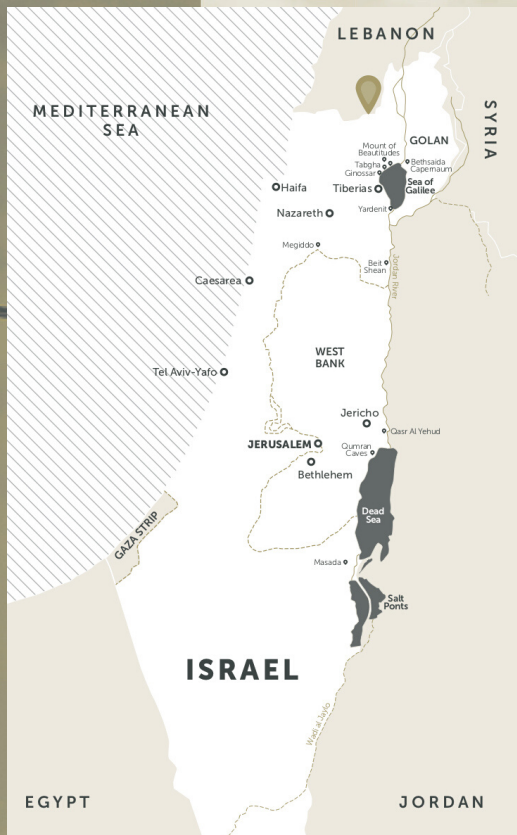 LEBANON
MEDITERRANEAN
SEA
SYRIA
GOLAN
Mount of
Beautitudes
Tabgha
Ginossar
Bethsaida
Capernaum
Sea of
Galilee
Haifa
Tiberias
Nazareth
Yardenit
Megiddo
Beit
Shean
Jordan River
Caesarea
WEST
BANK
Tel Aviv-Yafo
Jericho
Qasr Al Yehud
JERUSALEM
Qumran
Caves
Bethlehem
Dead
Sea
GAZA STRIP
Masada
Salt
Ponts
ISRAEL
Wadi al Jayfo
EGYPT
JORDAN